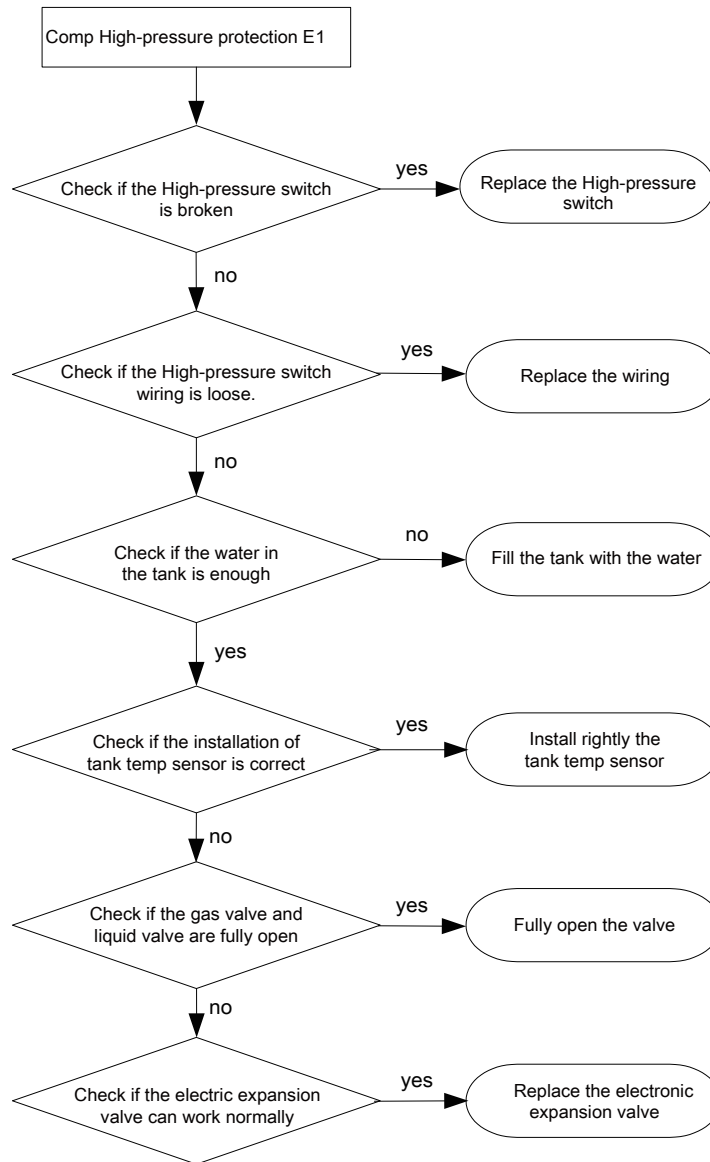 Comp High-pressure protection E1
Check if the High-pressure switch
is broken
yes
Replace the High-pressure
switch
no
Check if the High-pressure switch
wiring is loose.
yes
Replace the wiring
no
Check if the water in
the tank is enough
no
Fill the tank with the water
yes
Check if the installation of
tank temp sensor is correct
yes
Install rightly the
tank temp sensor
no
Check if the gas valve and
liquid valve are fully open
yes
Fully open the valve
no
Check if the electric expansion
valve can work normally
yes
Replace the electronic
expansion valve